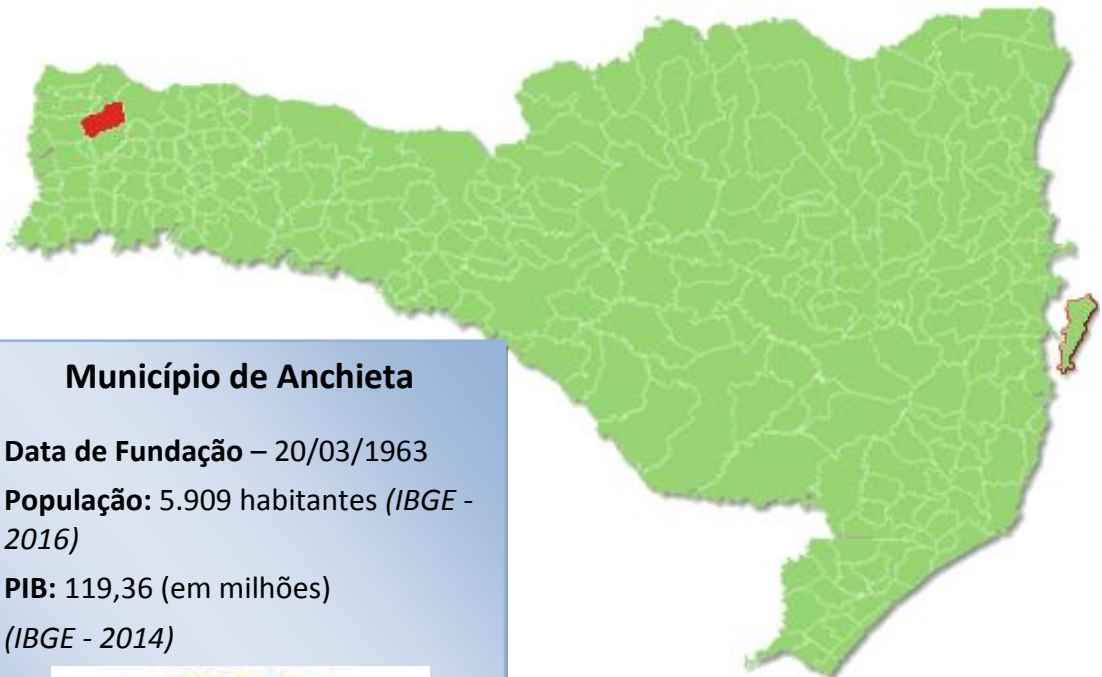 Município de Anchieta
Data de Fundação – 20/03/1963
População: 5.909 habitantes (IBGE -
2016)
PIB: 119,36 (em milhões)
(IBGE - 2014)